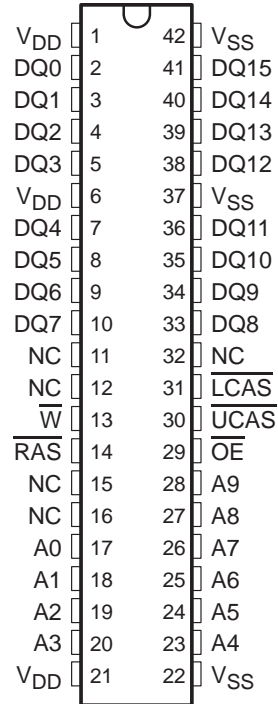 VDD 1 42 VSS
DQ0 2 41 DQ15
DQ1 3 40 DQ14
DQ2 4 39 DQ13
DQ3 5 38 DQ12
VDD 6 37 VSS
DQ4 7 36 DQ11
DQ5 8 35 DQ10
DQ6 9 34 DQ9
DQ7 10 33 DQ8
NC 11 32 NC
NC 12 31 L̅C̅A̅S̅
W̅ 13 30 U̅C̅A̅S̅
R̅A̅S̅ 14 29 O̅E̅
NC 15 28 A9
NC 16 27 A8
A0 17 26 A7
A1 18 25 A6
A2 19 24 A5
A3 20 23 A4
VDD 21 22 VSS